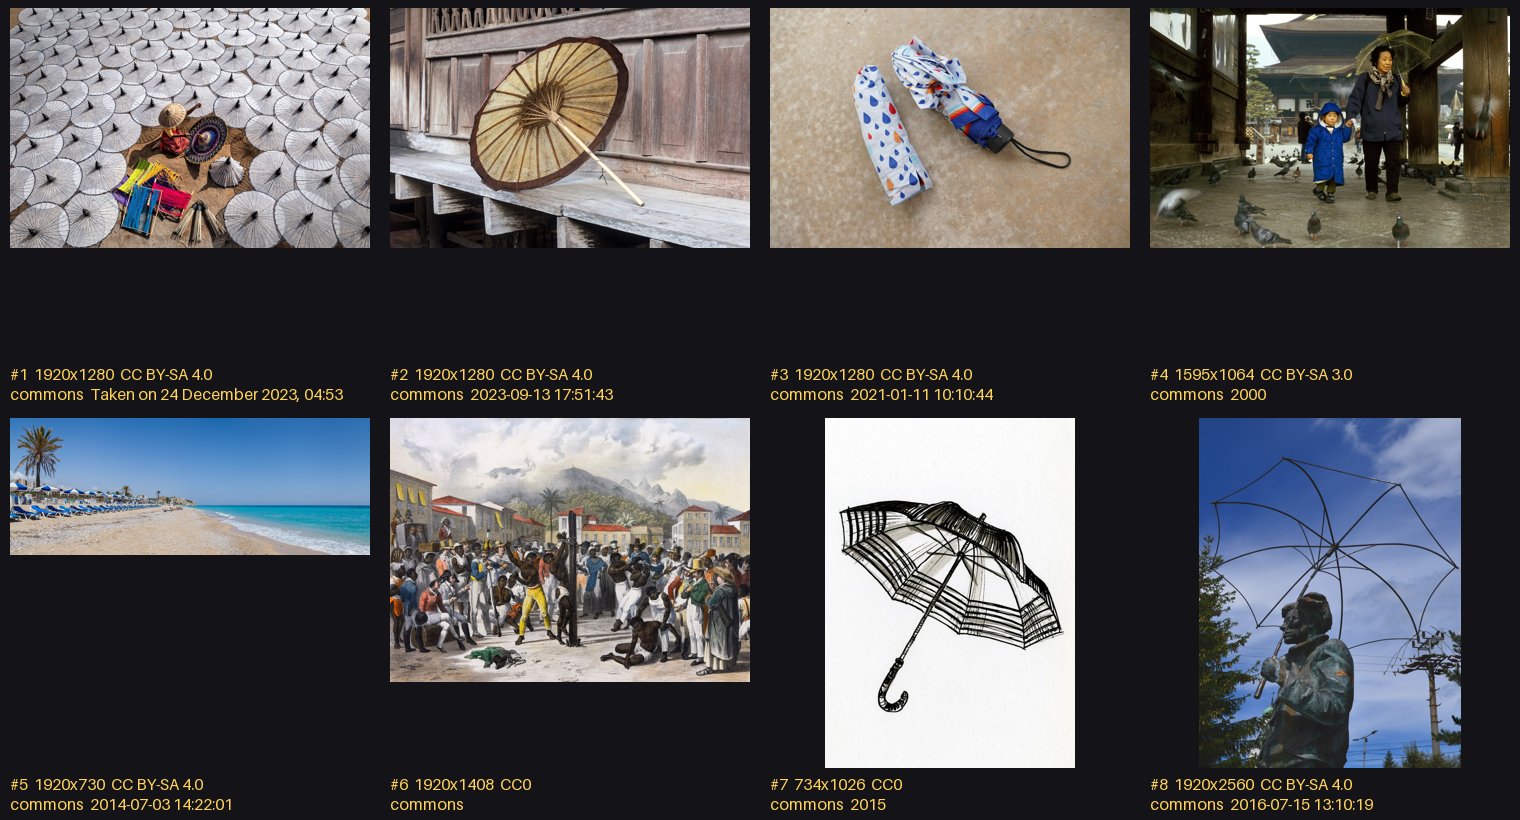 #1 1920x1280 CC BY-SA 4.0
commons Taken on 24 December 2023, 04:53
#2 1920x1280 CC BY-SA 4.0
commons 2023-09-13 17:51:43
#3 1920x1280 CC BY-SA 4.0
commons 2021-01-11 10:10:44
#4 1595x1064 CC BY-SA 3.0
commons 2000
#5 1920x730 CC BY-SA 4.0
commons 2014-07-03 14:22:01
#6 1920x1408 CC0
commons
#7 734x1026 CC0
commons 2015
#8 1920x2560 CC BY-SA 4.0
commons 2016-07-15 13:10:19